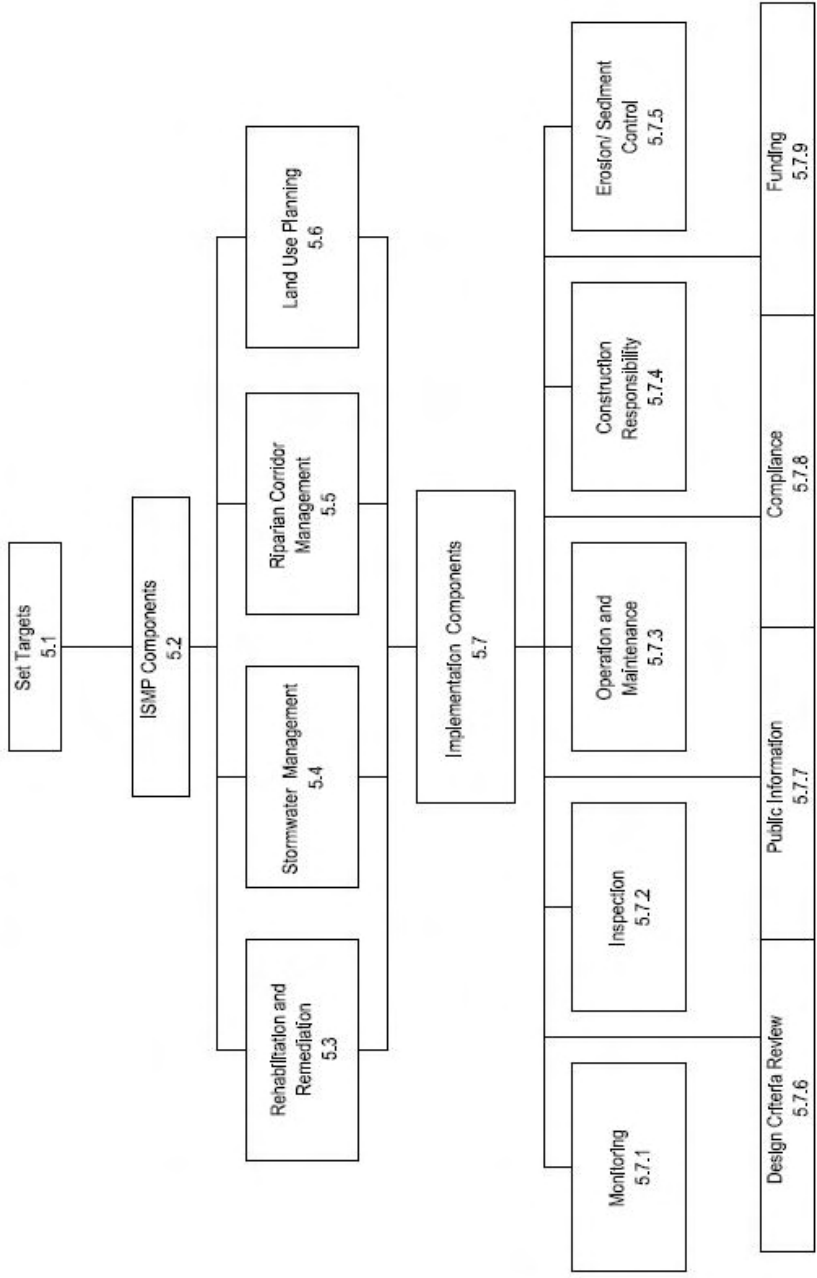 Set Targets
5.1
ISMP Components
5.2
Rehabilitation and
Remediation
5.3
Stormwater Management
5.4
Riparian Corridor
Management
5.5
Land Use Planning
5.6
Implementation Components
5.7
Monitoring
5.7.1
Inspection
5.7.2
Operation and
Maintenance
5.7.3
Construction
Responsibility
5.7.4
Erosion/ Sediment
Control
5.7.5
Design Criteria Review
5.7.6
Public Information
5.7.7
Compliance
5.7.8
Funding
5.7.9